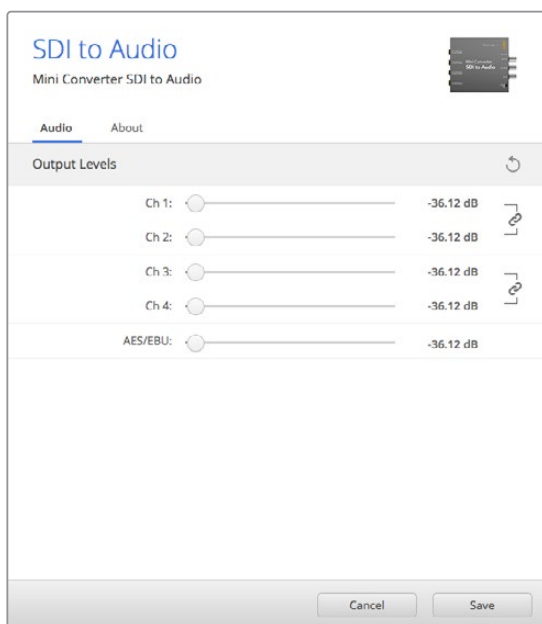 SDI to Audio
Mini Converter SDI to Audio
Audio About
Output Levels
Ch 1: -36.12 dB
Ch 2: -36.12 dB
Ch 3: -36.12 dB
Ch 4: -36.12 dB
AES/EBU: -36.12 dB
Cancel Save